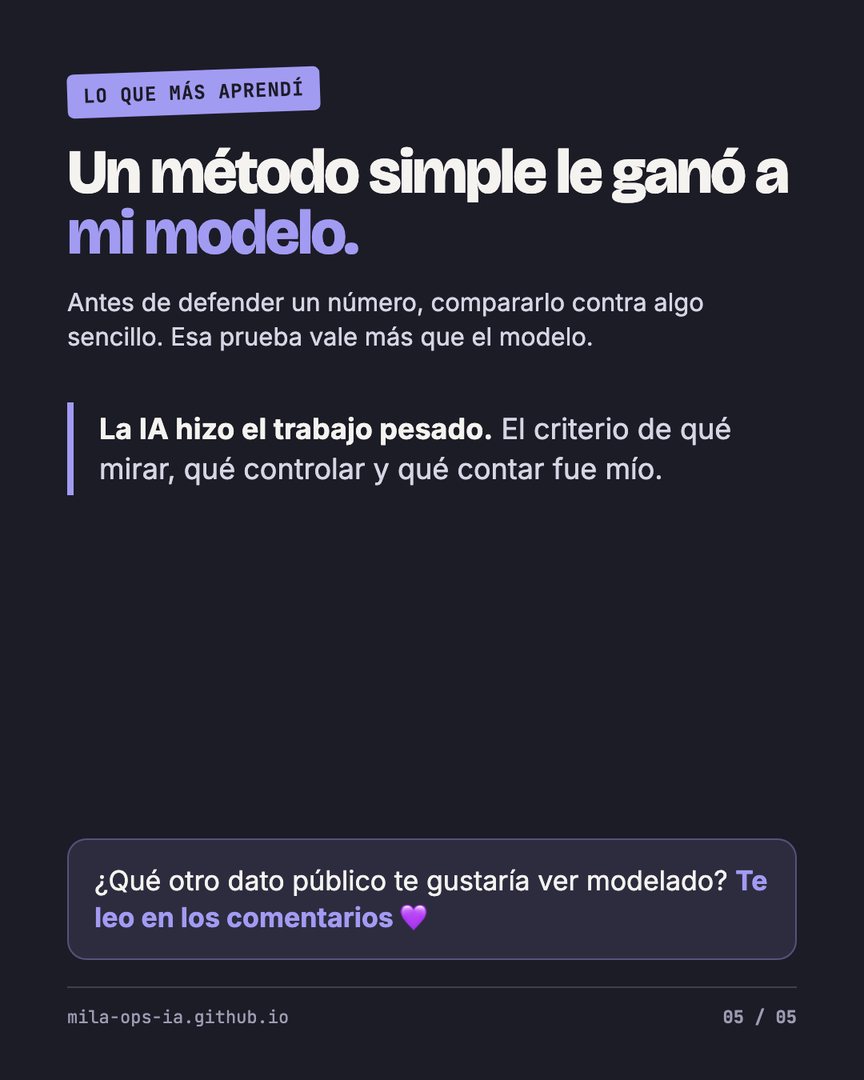 LO QUE MÁS APRENDÍ
Un método simple le ganó a
mi modelo.
Antes de defender un número, compararlo contra algo
sencillo. Esa prueba vale más que el modelo.
La IA hizo el trabajo pesado. El criterio de qué
mirar, qué controlar y qué contar fue mío.
¿Qué otro dato público te gustaría ver modelado? Te
leo en los comentarios 💜
mila-ops-ia.github.io
05 / 05